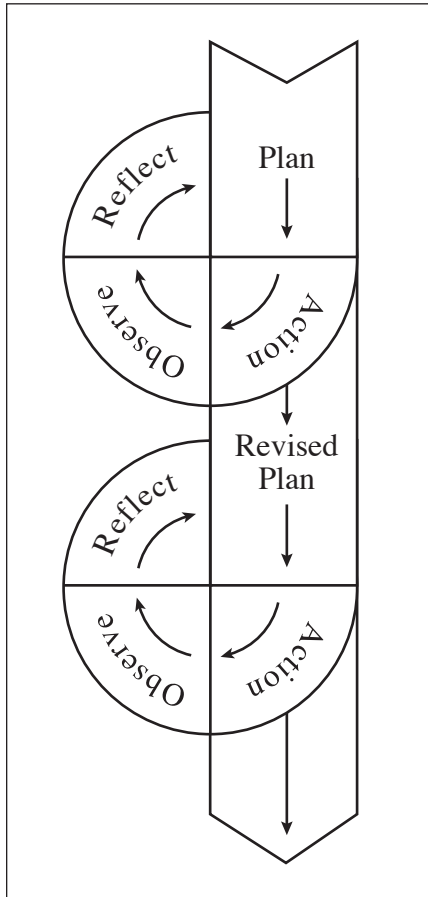 Plan
Action
Observe
Reflect
Revised
Plan
Action
Observe
Reflect